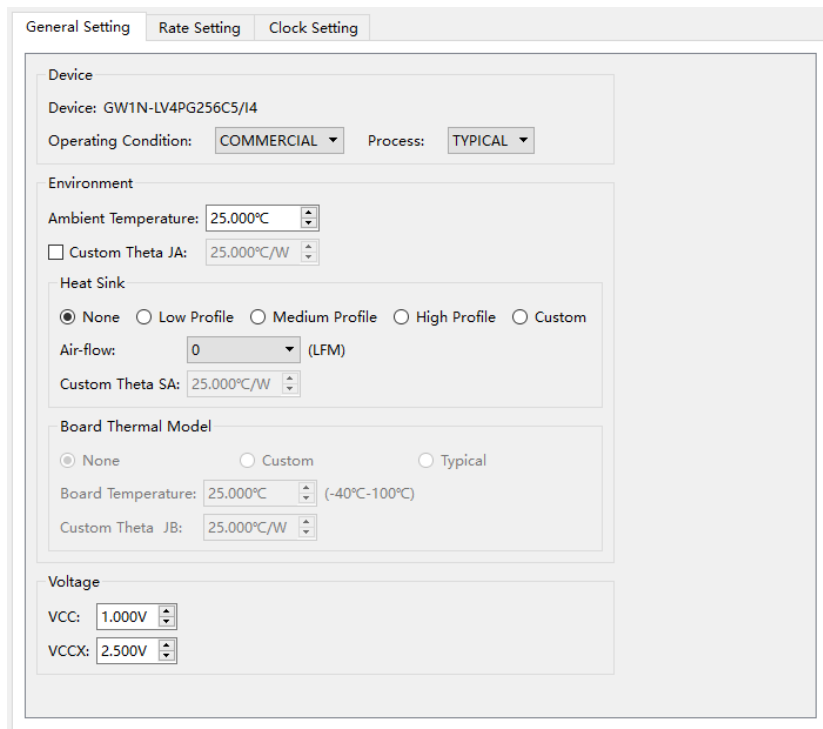 General Setting Rate Setting Clock Setting
Device
Device: GW1N-LV4PG256C5/I4
Operating Condition: COMMERCIAL Process: TYPICAL
Environment
Ambient Temperature: 25.000℃
Custom Theta JA: 25.000℃/W
Heat Sink
None Low Profile Medium Profile High Profile Custom
Air-flow: 0 (LFM)
Custom Theta SA: 25.000℃/W
Board Thermal Model
None Custom Typical
Board Temperature: 25.000℃ (-40℃-100℃)
Custom Theta JB: 25.000℃/W
Voltage
VCC: 1.000V
VCCX: 2.500V